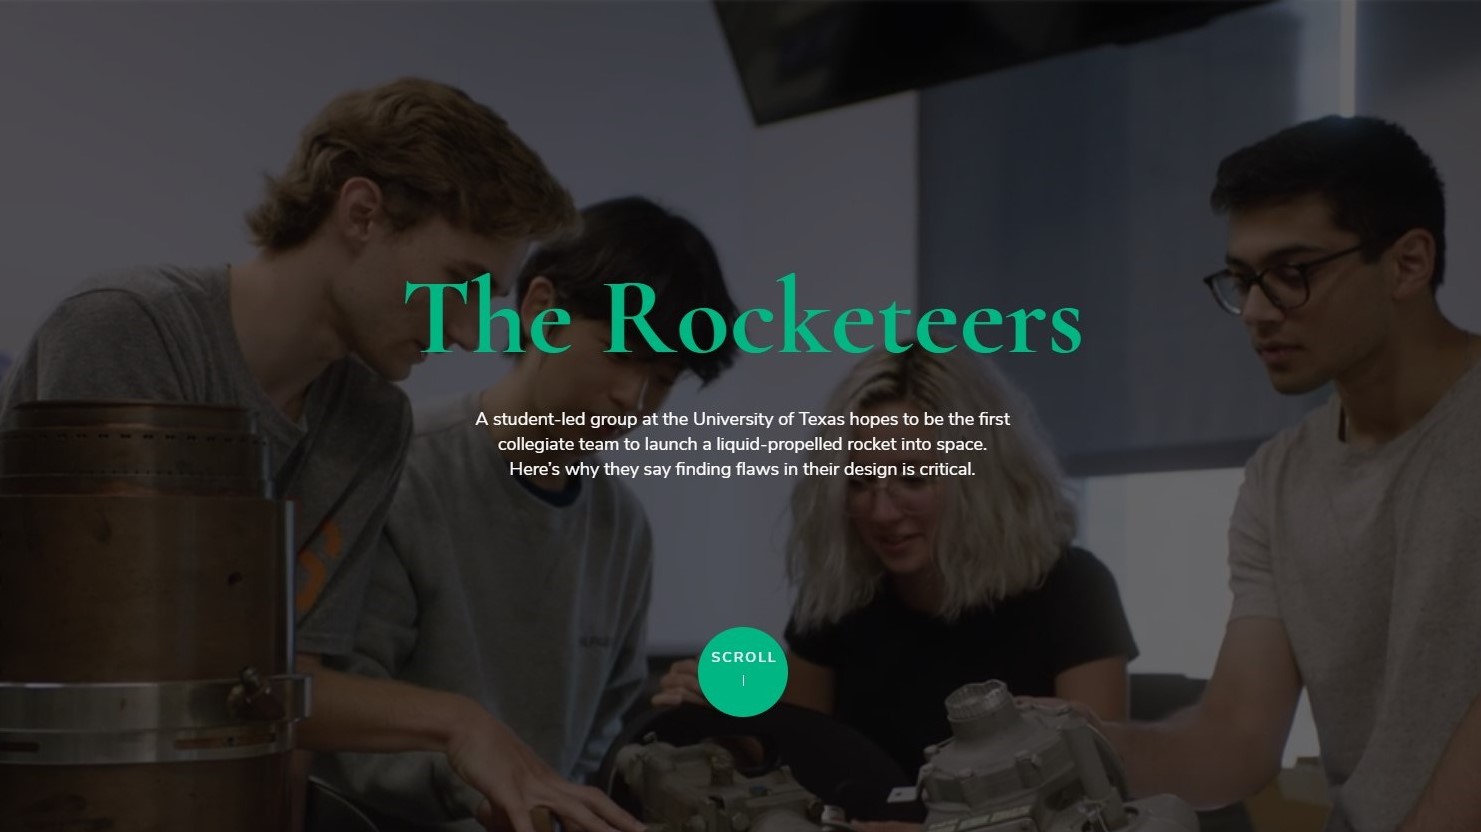 The Rocketeers
A student-led group at the University of Texas hopes to be the first
collegiate team to launch a liquid-propelled rocket into space.
Here's why they say finding flaws in their design is critical.
SCROLL